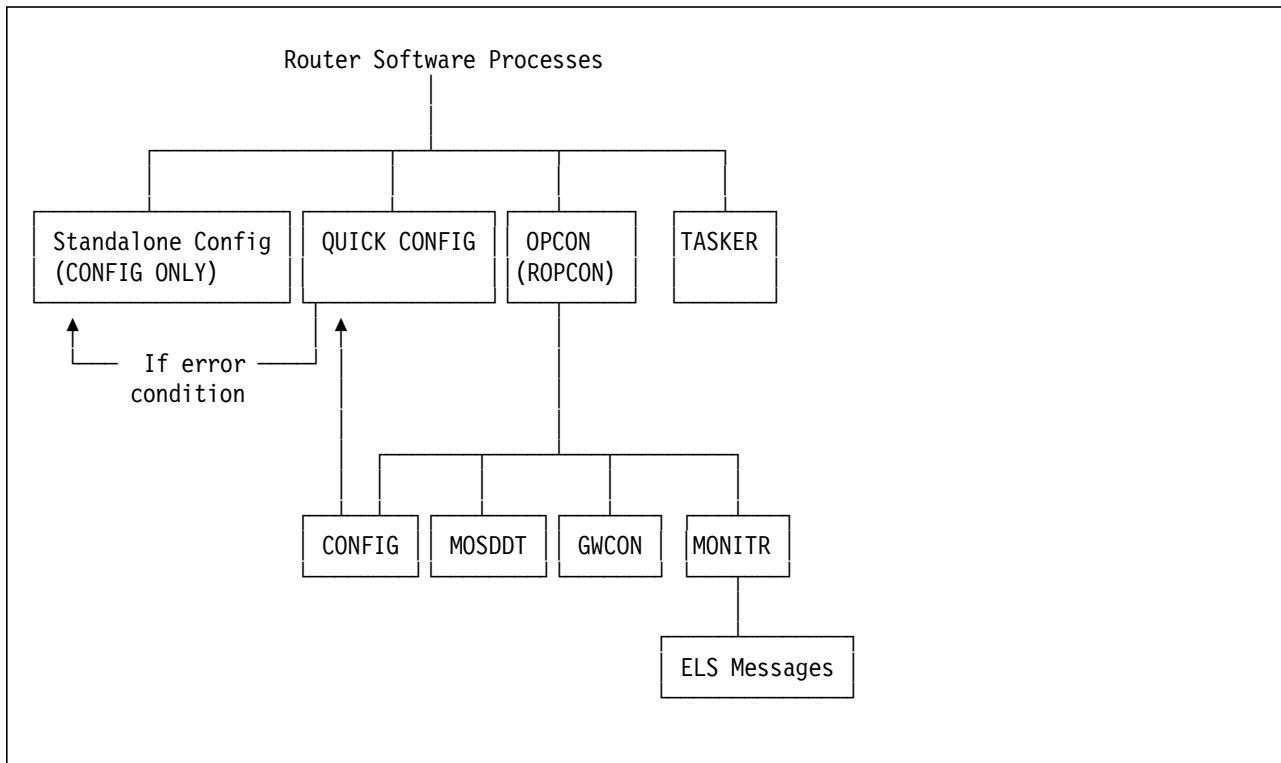 Router Software Processes
Standalone Config
(CONFIG ONLY)
QUICK CONFIG
OPCON
(ROPCON)
TASKER
If error
condition
CONFIG
MOSDDT
GWCON
MONITR
ELS Messages